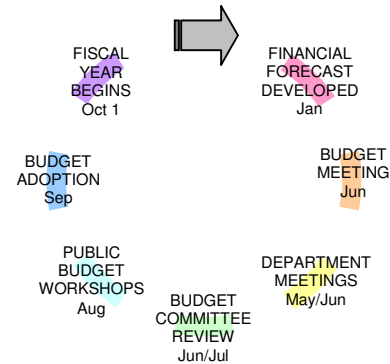 FISCAL
YEAR
BEGINS
Oct 1
FINANCIAL
FORECAST
DEVELOPED
Jan
BUDGET
MEETING
Jun
DEPARTMENT
MEETINGS
May/Jun
BUDGET
COMMITTEE
REVIEW
Jun/Jul
PUBLIC
BUDGET
WORKSHOPS
Aug
BUDGET
ADOPTION
Sep